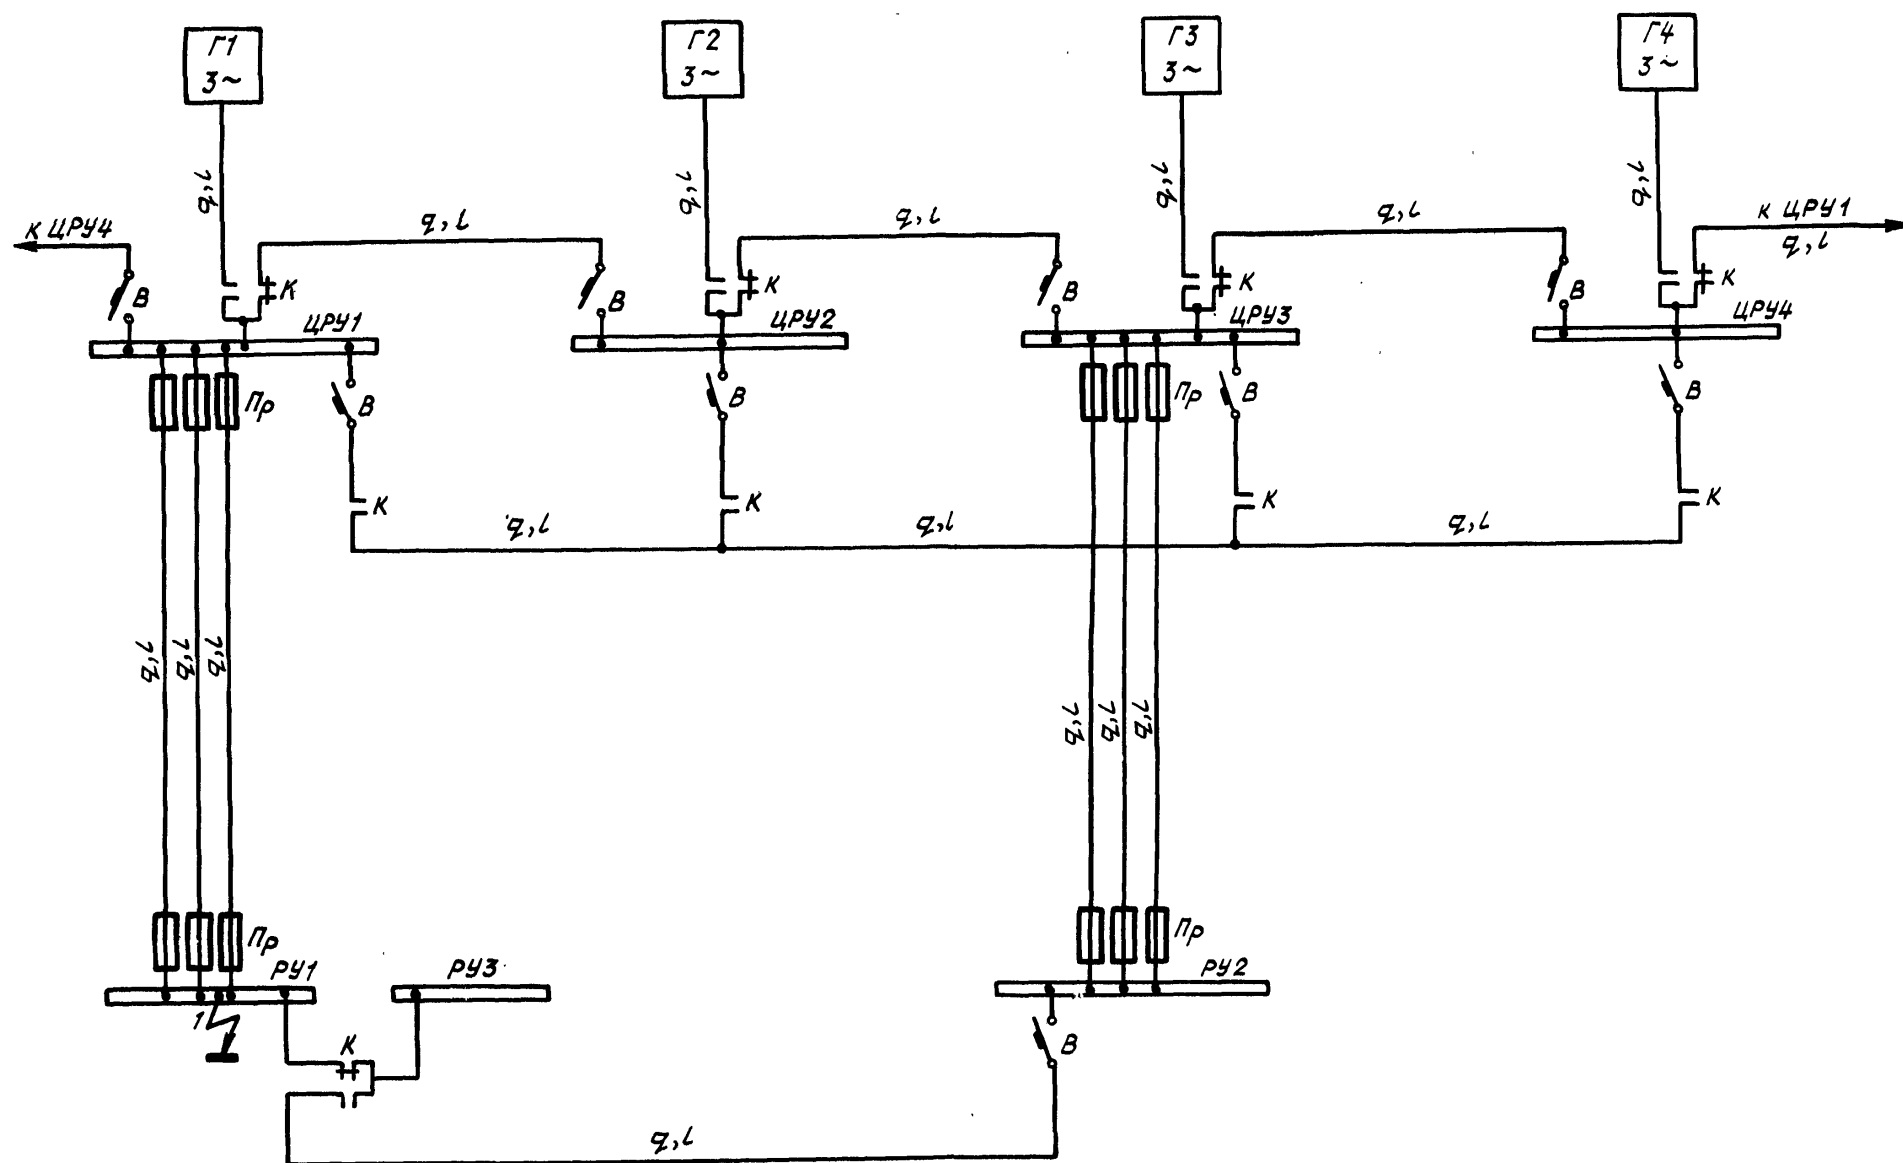 Г1
3~
Г2
3~
Г3
3~
Г4
3~
q,l
q,l
q,l
q,l
к ЦРУ4
q,l
q,l
q,l
к ЦРУ1
q,l
В
К
В
К
В
К
В
К
ЦРУ1
ЦРУ2
ЦРУ3
ЦРУ4
Пр
В
В
Пр
В
В
К
К
К
К
q,l
q,l
q,l
q,l
q,l
q,l
q,l
q,l
q,l
Пр
Пр
РУ1
РУ3
РУ2
1
К
В
q,l